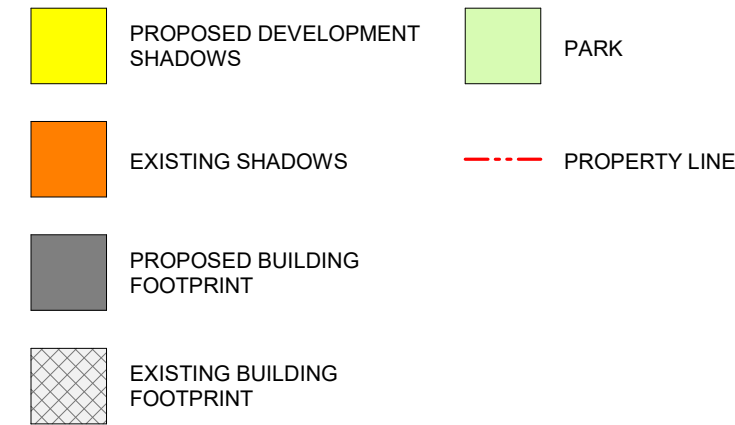 PROPOSED DEVELOPMENT
SHADOWS
EXISTING SHADOWS
PROPOSED BUILDING
FOOTPRINT
EXISTING BUILDING
FOOTPRINT
PARK
PROPERTY LINE